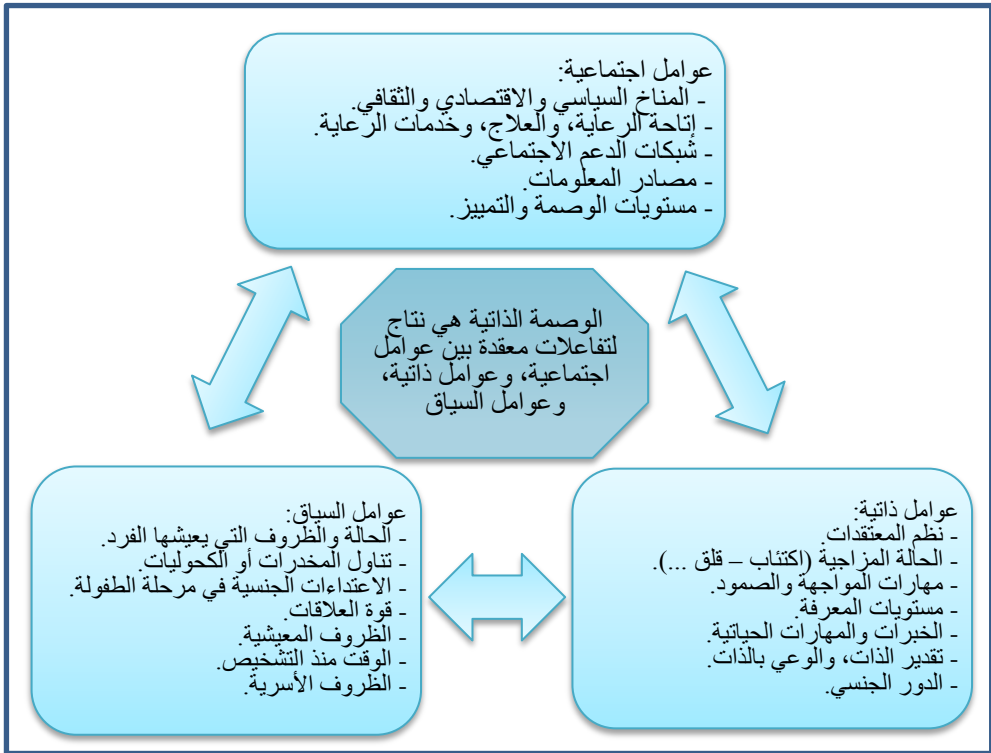 عوامل اجتماعية:
- المناخ السياسي والاقتصادي والثقافي.
- إتاحة الرعاية، والعلاج، وخدمات الرعاية.
- شبكات الدعم الاجتماعي.
- مصادر المعلومات.
- مستويات الوصمة والتمييز.
الوصمة الذاتية هي نتاج
لتفاعلات معقدة بين عوامل
اجتماعية، وعوامل ذاتية،
وعوامل السياق
عوامل ذاتية:
- نظم المعتقدات.
- الحالة المزاجية (اكتئاب – قلق ...).
- مهارات المواجهة والصمود.
- مستويات المعرفة.
- الخبرات والمهارات الحياتية.
- تقدير الذات، والوعي بالذات.
- الدور الجنسي.
عوامل السياق:
- الحالة والظروف التي يعيشها الفرد.
- تناول المخدرات أو الكحوليات.
- الاعتداءات الجنسية في مرحلة الطفولة.
- قوة العلاقات.
- الظروف المعيشية.
- الوقت منذ التشخيص.
- الظروف الأسرية.